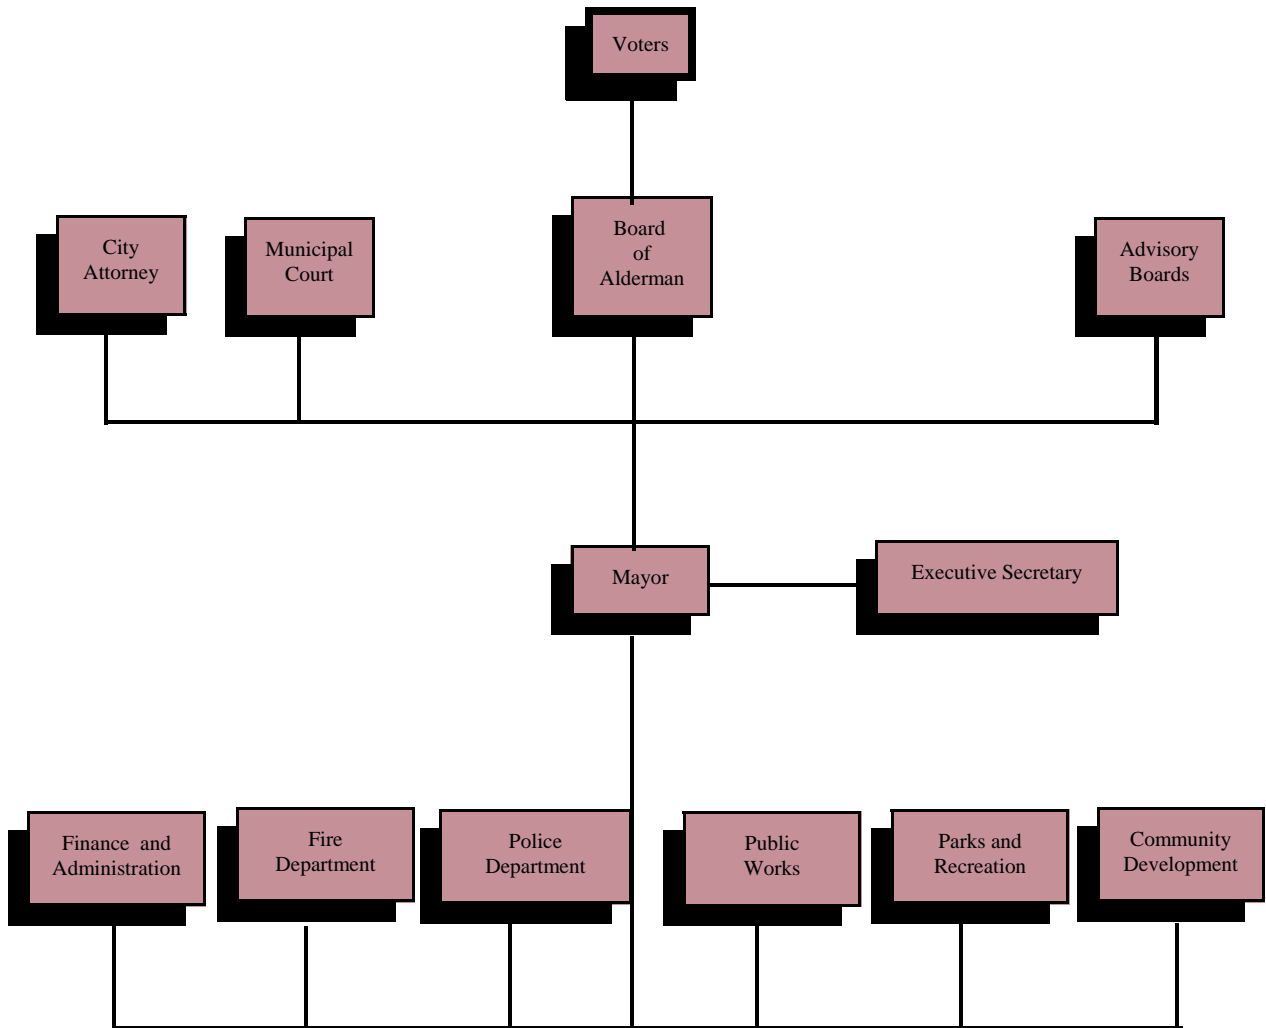 Voters
City
Attorney
Municipal
Court
Board
of
Alderman
Advisory
Boards
Mayor
Executive Secretary
Finance and
Administration
Fire
Department
Police
Department
Public
Works
Parks and
Recreation
Community
Development